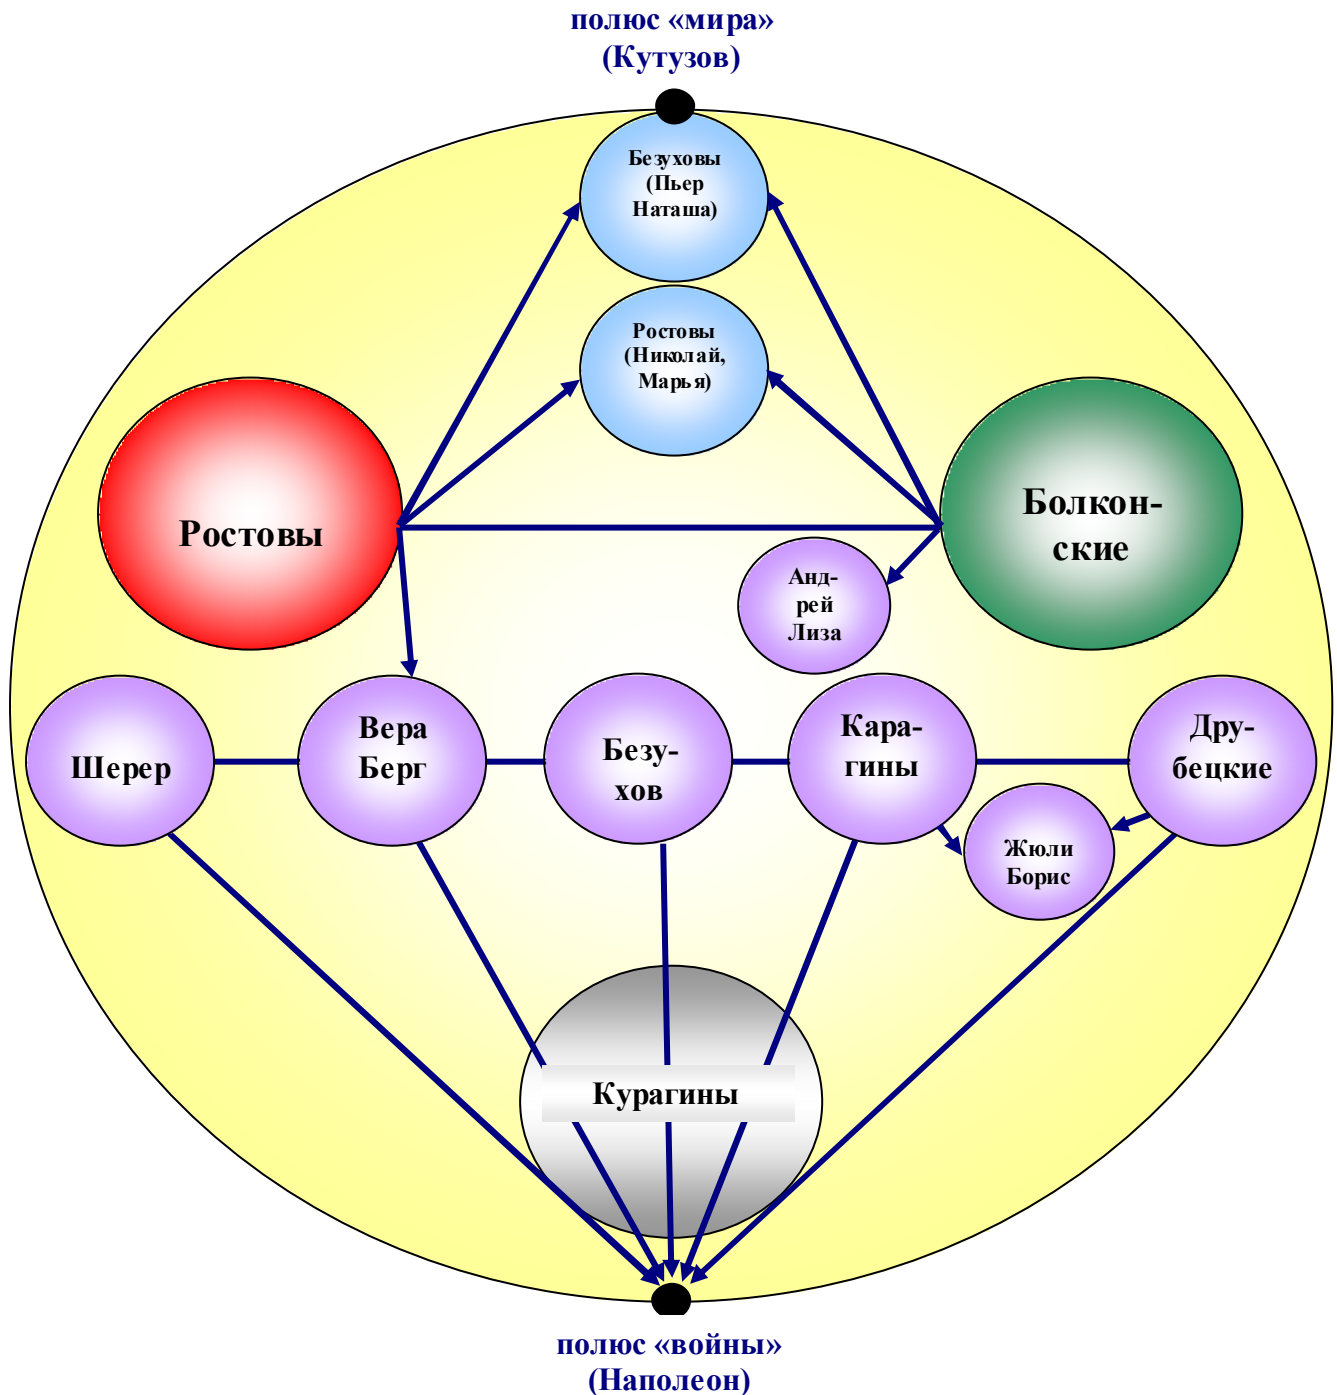 полюс «мира»
(Кутузов)
Безуховы
(Пьер
Наташа)
Ростовы
(Николай,
Марья)
Ростовы
Болкон-
ские
Анд-
рей
Лиза
Шерер
Вера
Берг
Безу-
хов
Кара-
гины
Дру-
бецкие
Жюли
Борис
Курагины
полюс «войны»
(Наполеон)